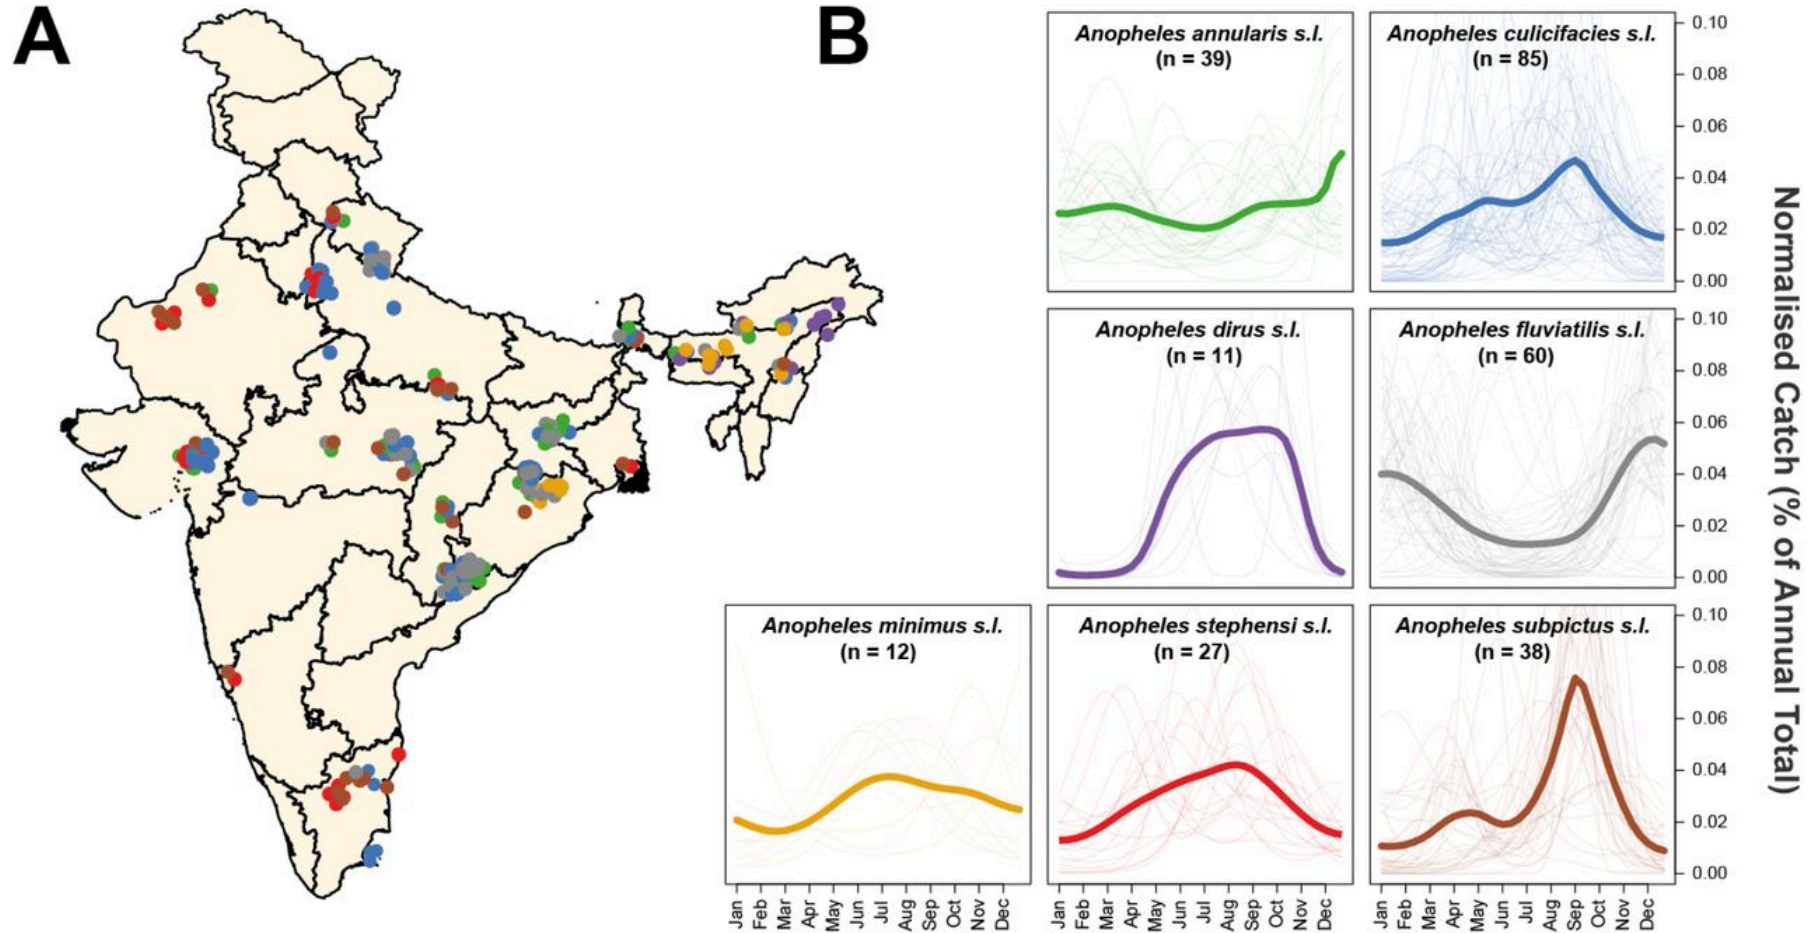 A
B
Anopheles annularis s.l.
(n = 39)
Anopheles culicifacies s.l.
(n = 85)
0.10
0.08
0.06
0.04
0.02
0.00
Anopheles dirus s.l.
(n = 11)
Anopheles fluviatilis s.l.
(n = 60)
0.10
0.08
0.06
0.04
0.02
0.00
Anopheles minimus s.l.
(n = 12)
Anopheles stephensi s.l.
(n = 27)
Anopheles subpictus s.l.
(n = 38)
0.10
0.08
0.06
0.04
0.02
0.00
Jan Feb Mar Apr May Jun Jul Aug Sep Oct Nov Dec
Jan Feb Mar Apr May Jun Jul Aug Sep Oct Nov Dec
Jan Feb Mar Apr May Jun Jul Aug Sep Oct Nov Dec
Normalised Catch (% of Annual Total)